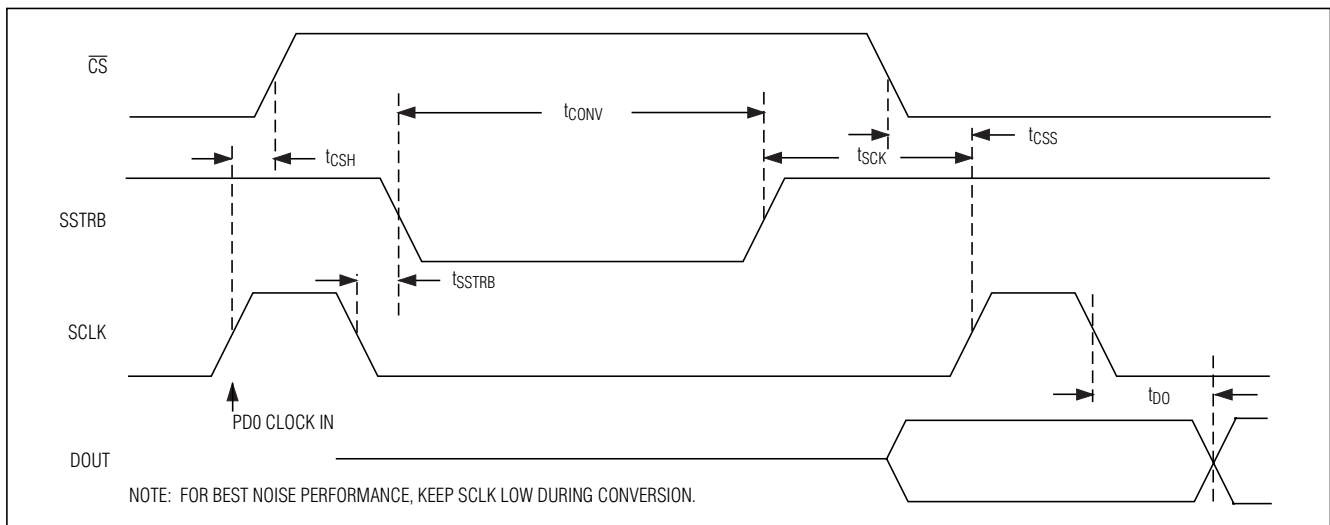 CS
tCONV
tCSH
tSCK
tCSS
SSTRB
tSSTRB
SCLK
PD0 CLOCK IN
tDO
DOUT
NOTE: FOR BEST NOISE PERFORMANCE, KEEP SCLK LOW DURING CONVERSION.